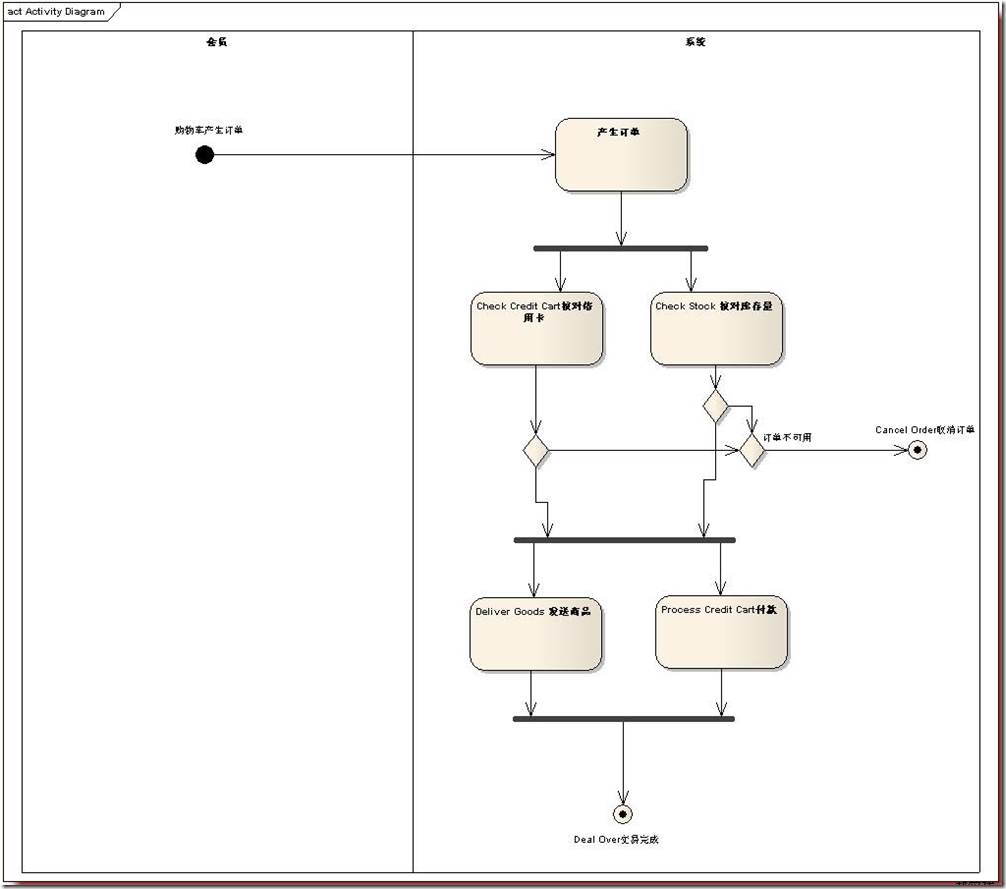 act Activity Diagram
会员
系统
购物车产生订单
产生订单
Check Credit Cart核对信
用卡
Check Stock 核对库存量
订单不可用
Cancel Order取消订单
Deliver Goods 发送商品
Process Credit Cart付款
Deal Over交易完成